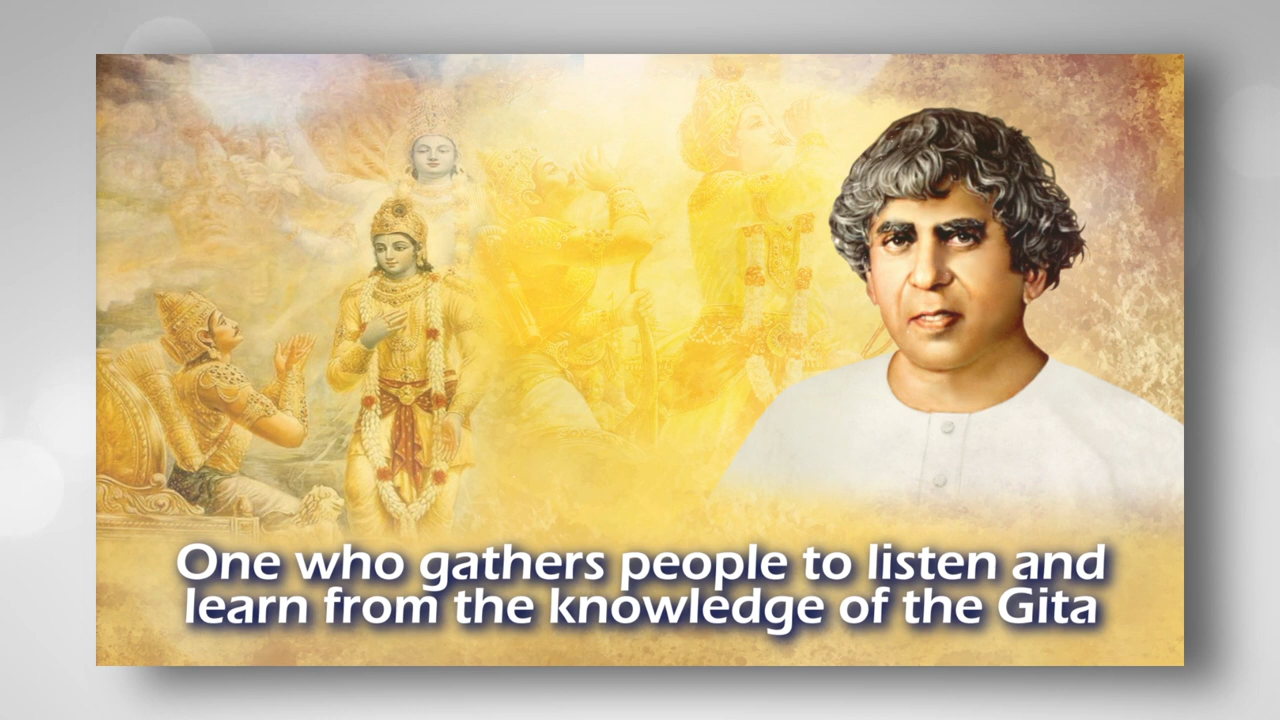 One who gathers people to listen and
learn from the knowledge of the Gita